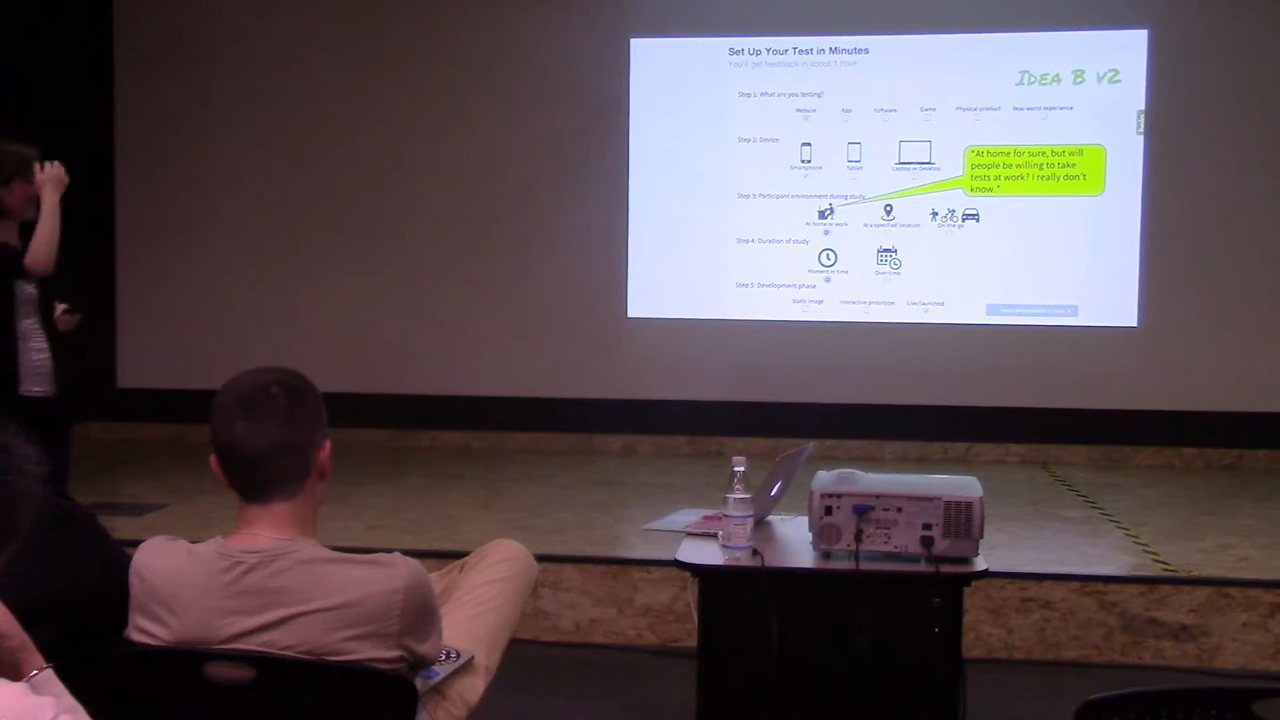 Set Up Your Test in Minutes
You'll get feedback in about 1 hour
IDEA B V2
Step 1: What are you testing?
Website App Software Game Physical product Real world experience
Step 2: Device
Smartphone Tablet Laptop or Desktop
"At home for sure, but will
people be willing to take
tests at work? I really don't
know."
Step 3: Participant environment during study
At home or work At a specified location On the go
Step 4: Duration of study
Moment in time Over time
Step 5: Development phase
Static image Interactive prototype Live/launched